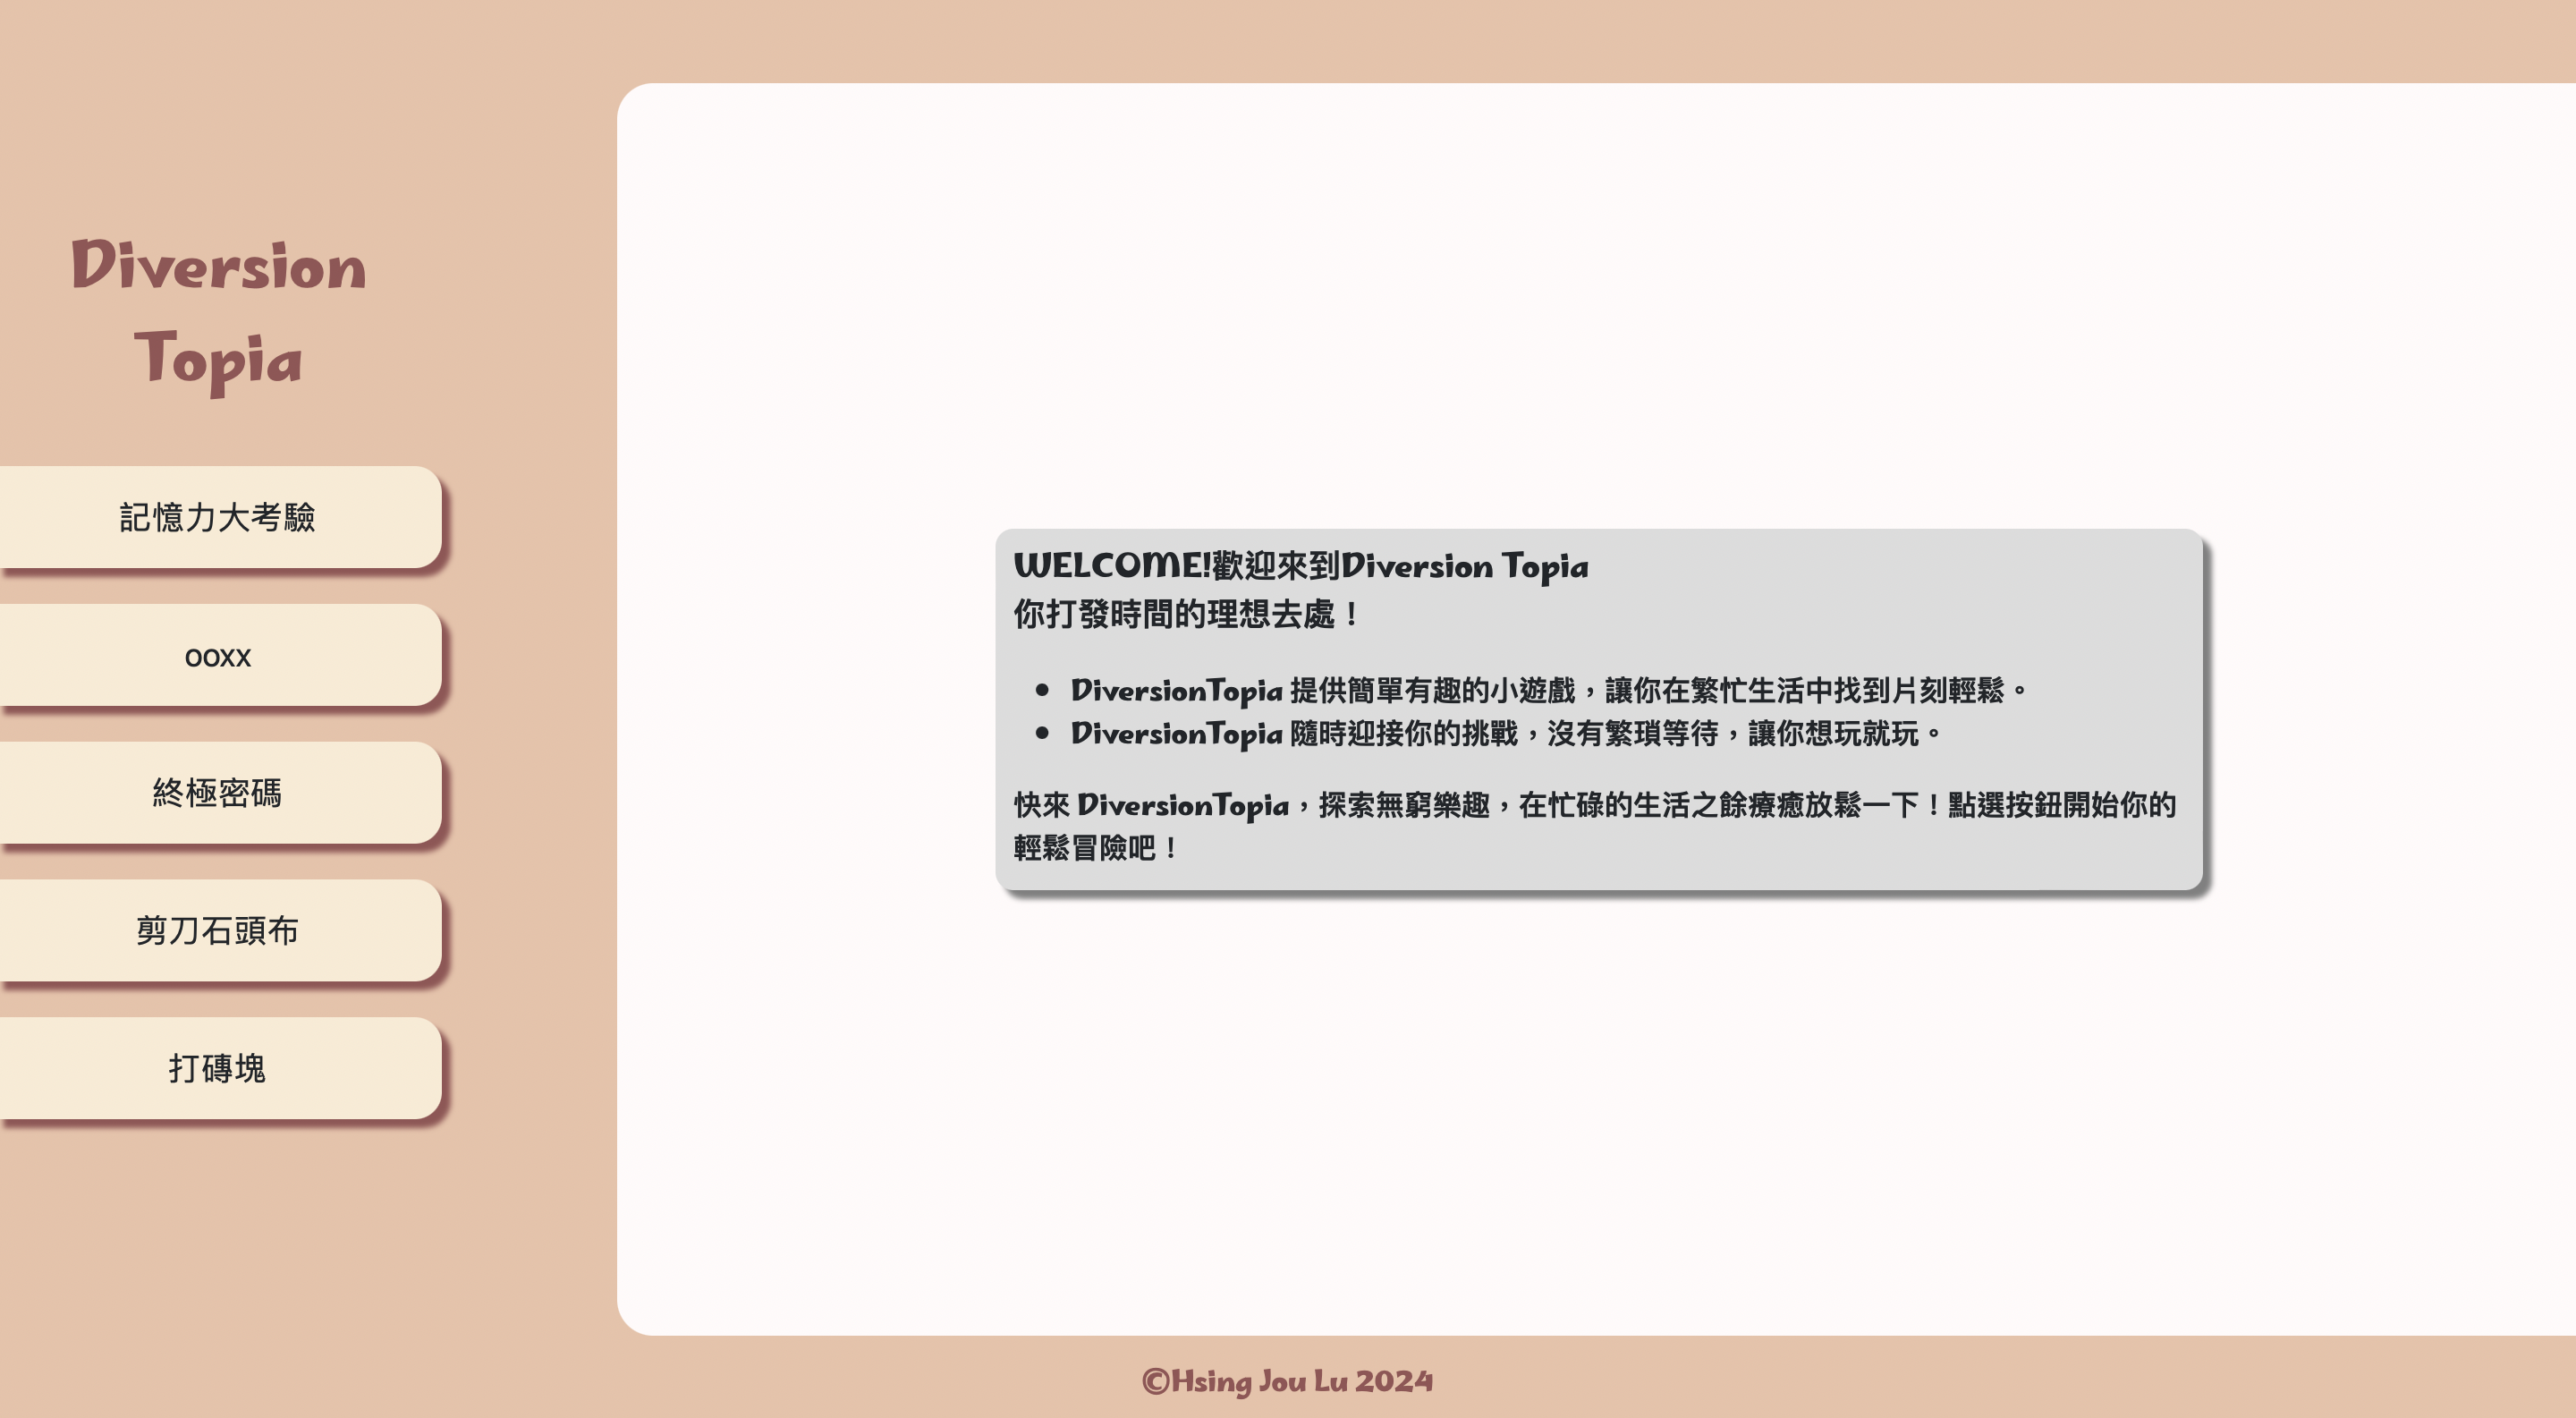 Diversion
Topia
記憶力大考驗
ooxx
終極密碼
剪刀石頭布
打磚塊
WELCOME!歡迎來到Diversion Topia
你打發時間的理想去處！
• DiversionTopia 提供簡單有趣的小遊戲，讓你在繁忙生活中找到片刻輕鬆。
• DiversionTopia 隨時迎接你的挑戰，沒有繁瑣等待，讓你想玩就玩。
快來 DiversionTopia，探索無窮樂趣，在忙碌的生活之餘療癒放鬆一下！點選按鈕開始你的
輕鬆冒險吧！
©Hsing Jou Lu 2024